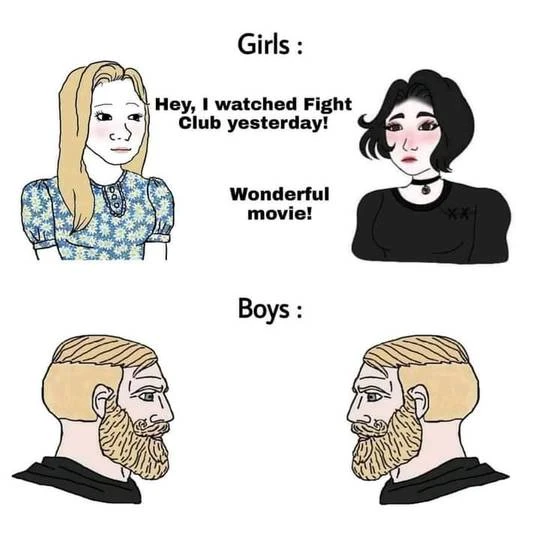 Girls :
Hey, I watched Fight
Club yesterday!
Wonderful
movie!
Boys :